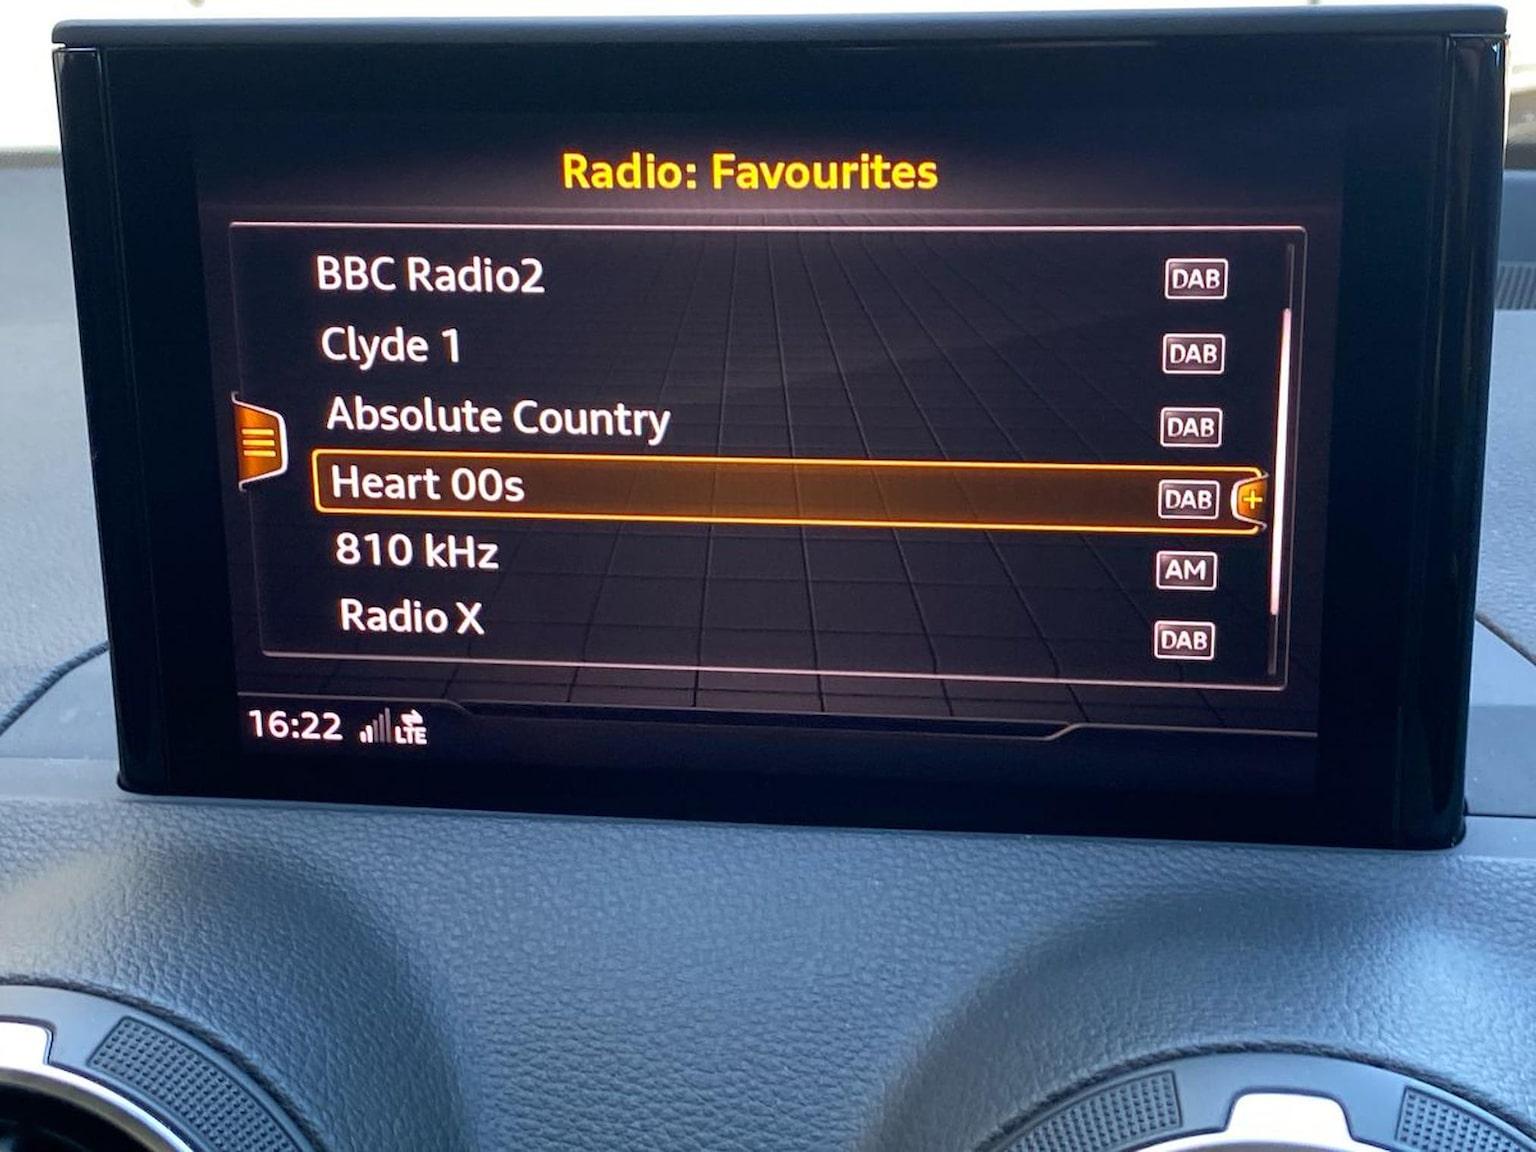 Radio: Favourites
BBC Radio2 DAB
Clyde 1 DAB
Absolute Country DAB
Heart 00s DAB +
810 kHz AM
Radio X DAB
16:22 LTE